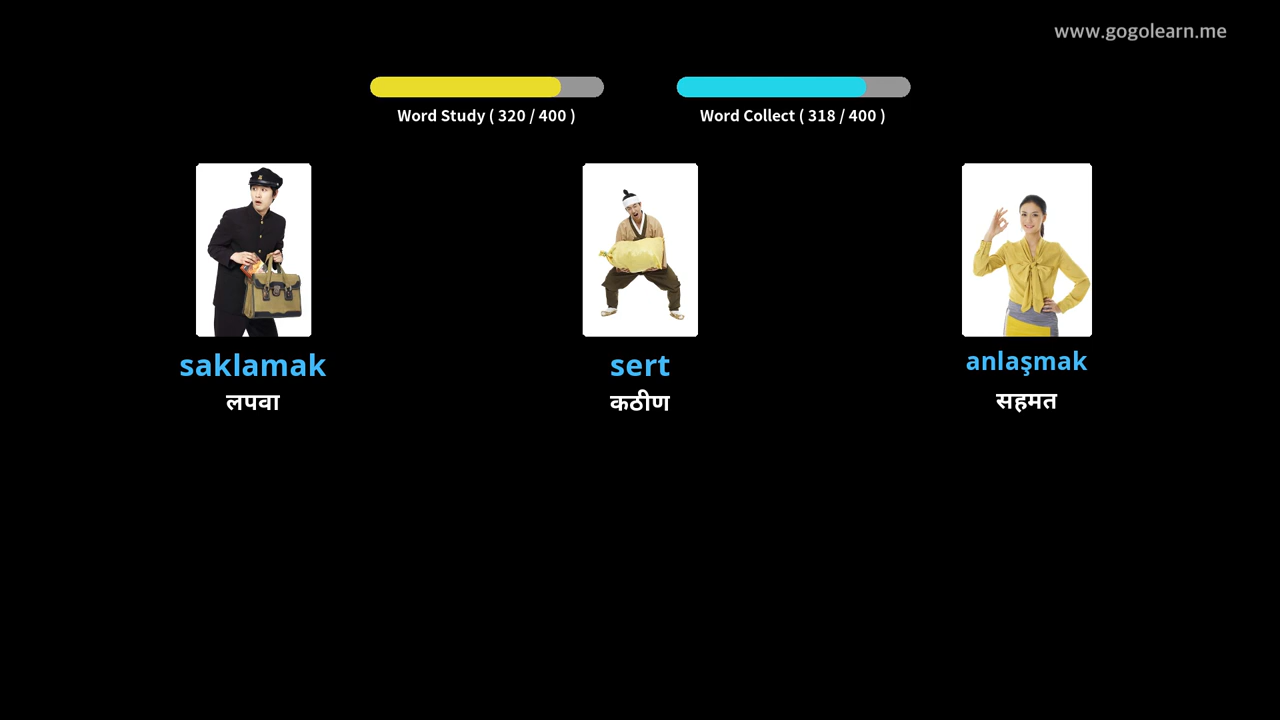 www.gogolearn.me
Word Study ( 320 / 400 )
Word Collect ( 318 / 400 )
saklamak
sert
anlaşmak
लपवा
कठीण
सहमत